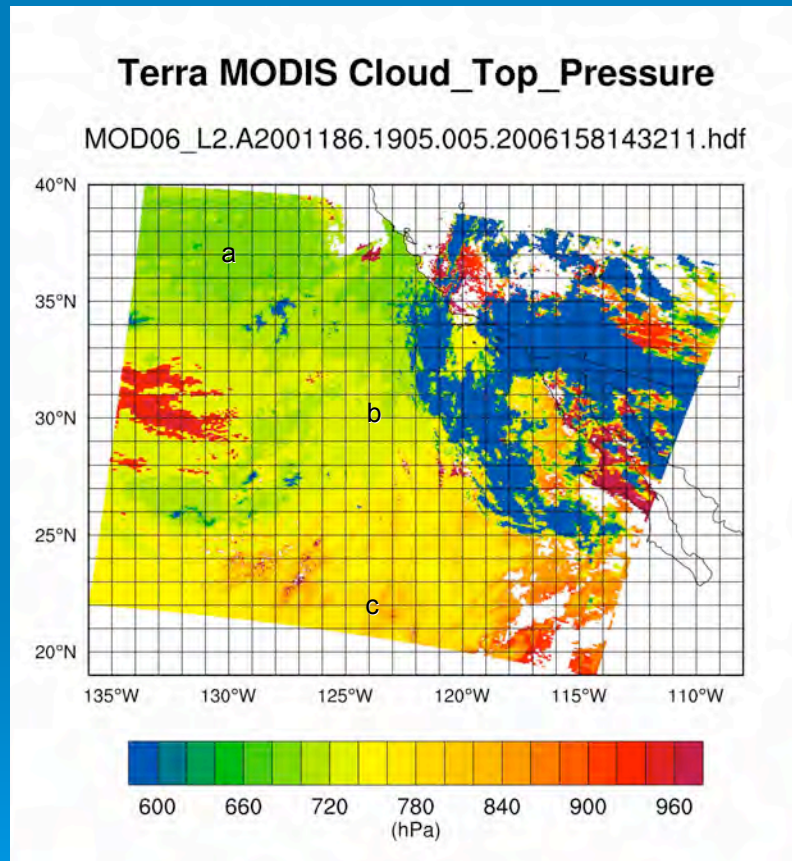 Terra MODIS Cloud_Top_Pressure
MOD06_L2.A2001186.1905.005.2006158143211.hdf
40°N
a
35°N
b
30°N
25°N
c
20°N
135°W 130°W 125°W 120°W 115°W 110°W
600 660 720 780 840 900 960
(hPa)